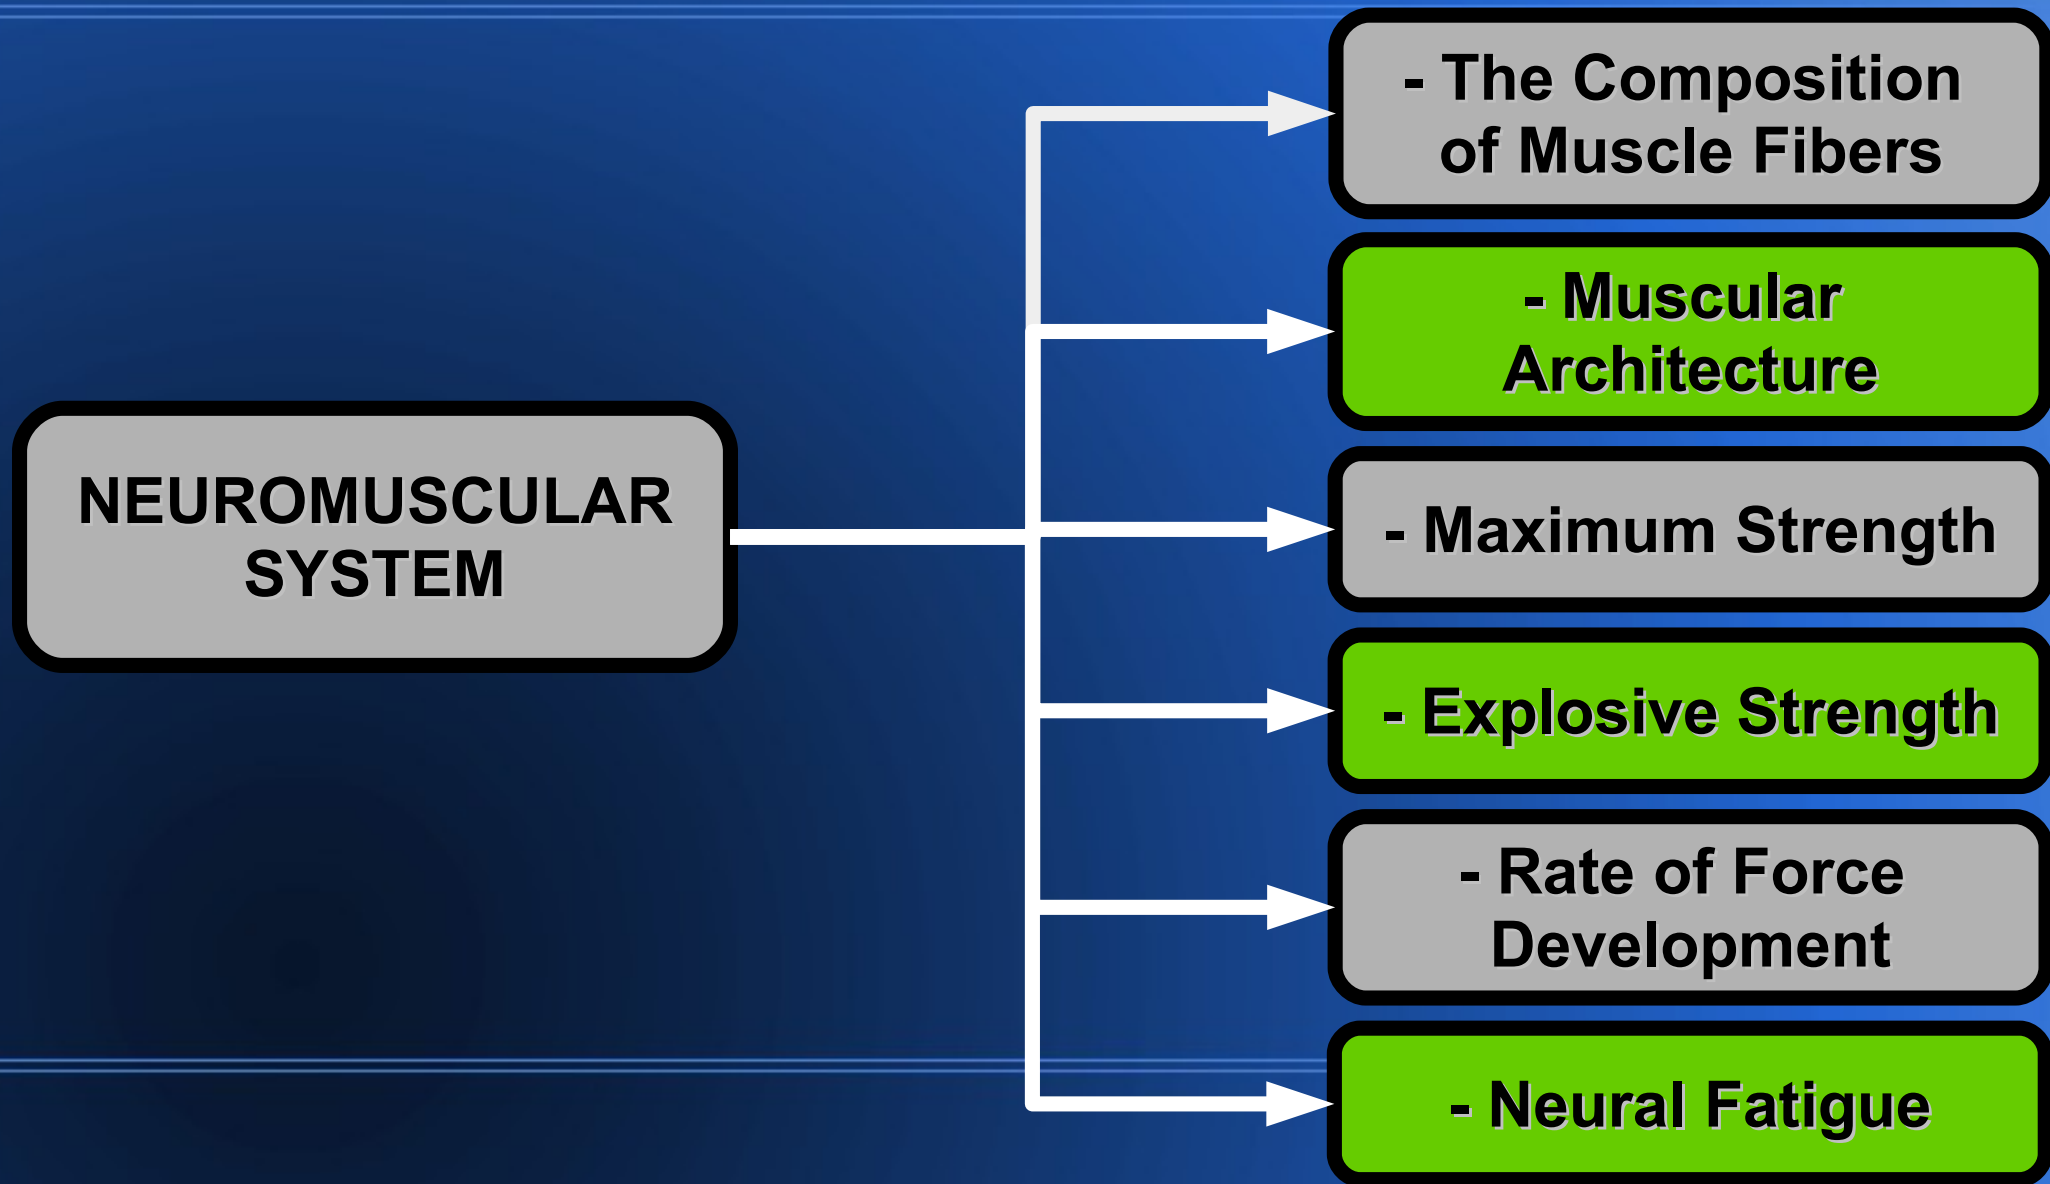 NEUROMUSCULAR
SYSTEM
- The Composition
of Muscle Fibers
- Muscular
Architecture
- Maximum Strength
- Explosive Strength
- Rate of Force
Development
- Neural Fatigue